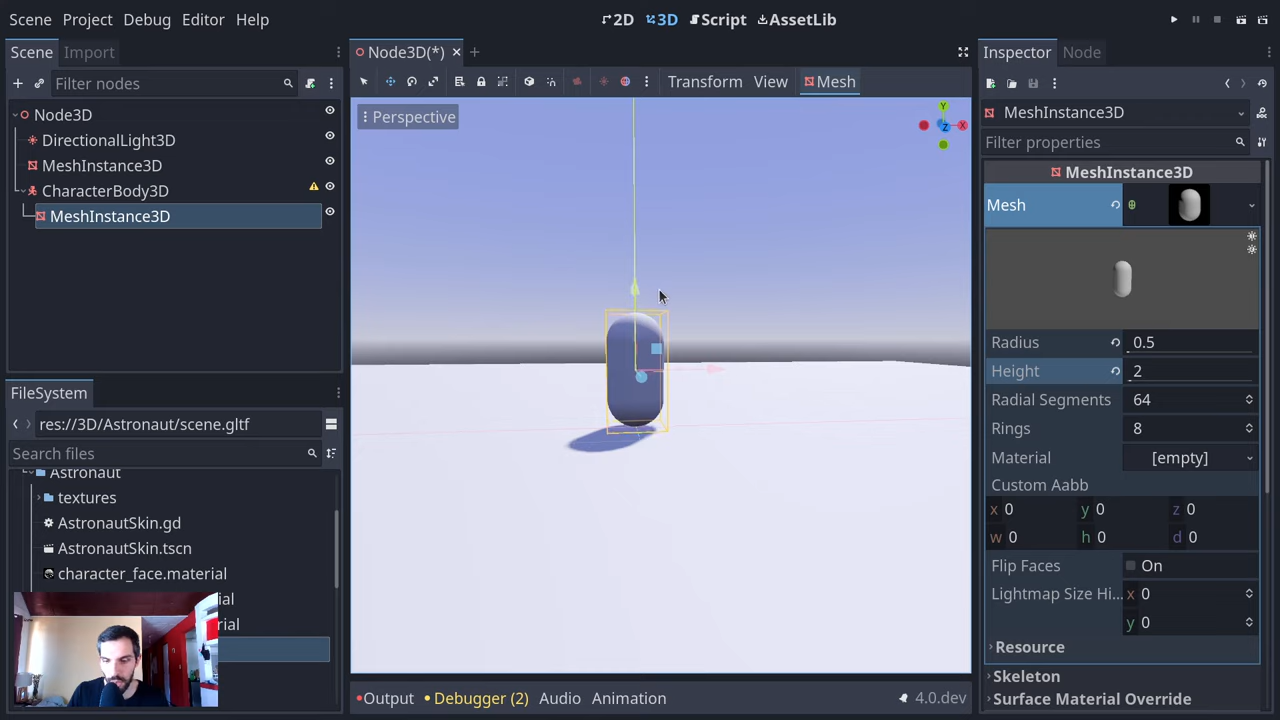 Scene Project Debug Editor Help
2D 3D Script AssetLib
Scene Import
Filter nodes
Node3D
DirectionalLight3D
MeshInstance3D
CharacterBody3D
MeshInstance3D
FileSystem
res://3D/Astronaut/scene.gltf
Search files
Astronaut
textures
AstronautSkin.gd
AstronautSkin.tscn
character_face.material
ial
rial
Node3D(*)
Transform View Mesh
Perspective
Y
X
Z
Output Debugger (2) Audio Animation 4.0.dev
Inspector Node
MeshInstance3D
Filter properties
MeshInstance3D
Mesh
Radius 0.5
Height 2
Radial Segments 64
Rings 8
Material [empty]
Custom Aabb
x 0 y 0 z 0
w 0 h 0 d 0
Flip Faces On
Lightmap Size Hi... x 0
y 0
Resource
Skeleton
Surface Material Override